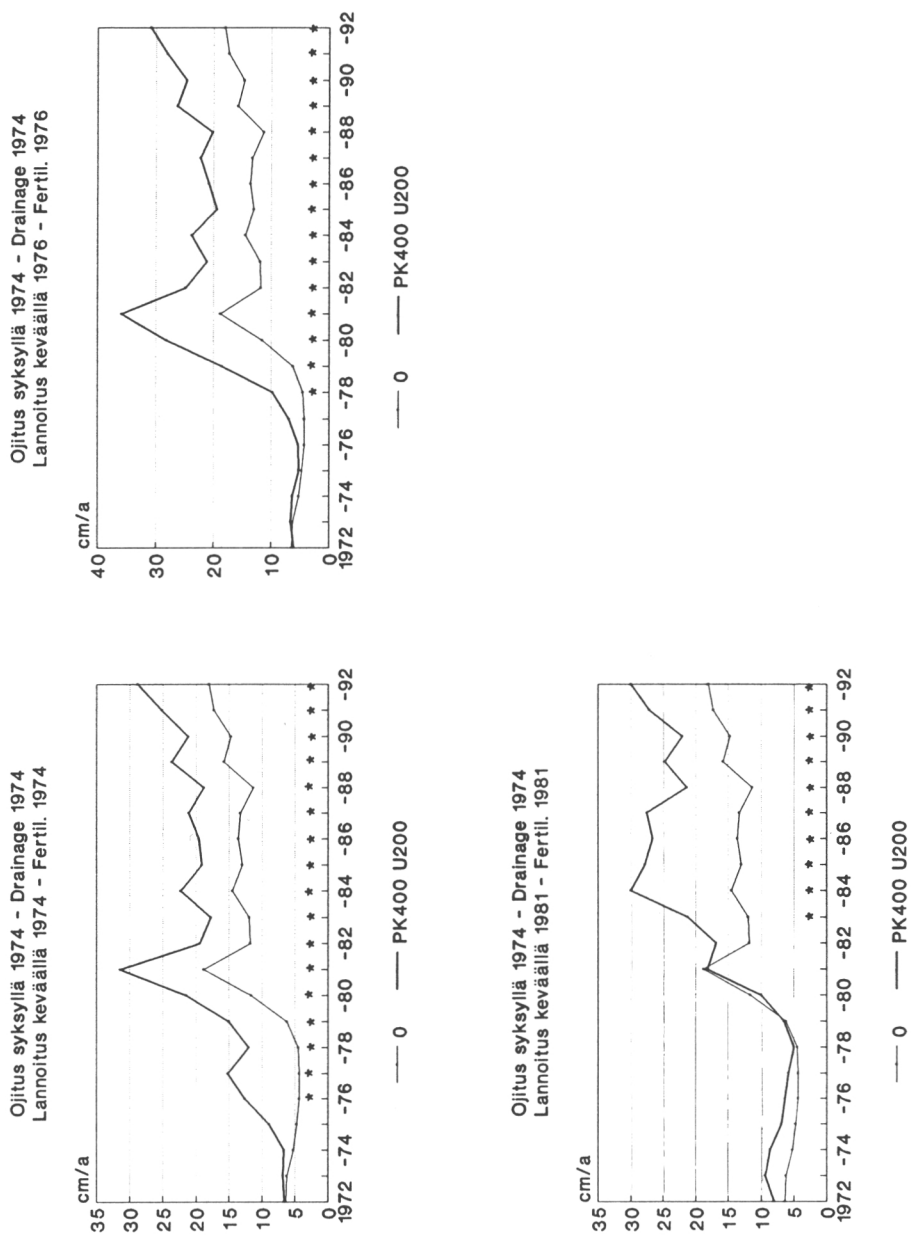 Ojitus syksyllä 1974 - Drainage 1974
Lannoitus keväällä 1974 - Fertil. 1974
cm/a
35
30
25
20
15
10
5
0
1972 -74 -76 -78 -80 -82 -84 -86 -88 -90 -92
* * * * * * * * * * * * * * * * *
0 PK400 U200
Ojitus syksyllä 1974 - Drainage 1974
Lannoitus keväällä 1976 - Fertil. 1976
cm/a
40
30
20
10
0
* * * * * * * * * * * * * * *
1972 -74 -76 -78 -80 -82 -84 -86 -88 -90 -92
0 PK400 U200
Ojitus syksyllä 1974 - Drainage 1974
Lannoitus keväällä 1981 - Fertil. 1981
cm/a
35
30
25
20
15
10
5
0
* * * * * * * * * *
1972 -74 -76 -78 -80 -82 -84 -86 -88 -90 -92
0 PK400 U200